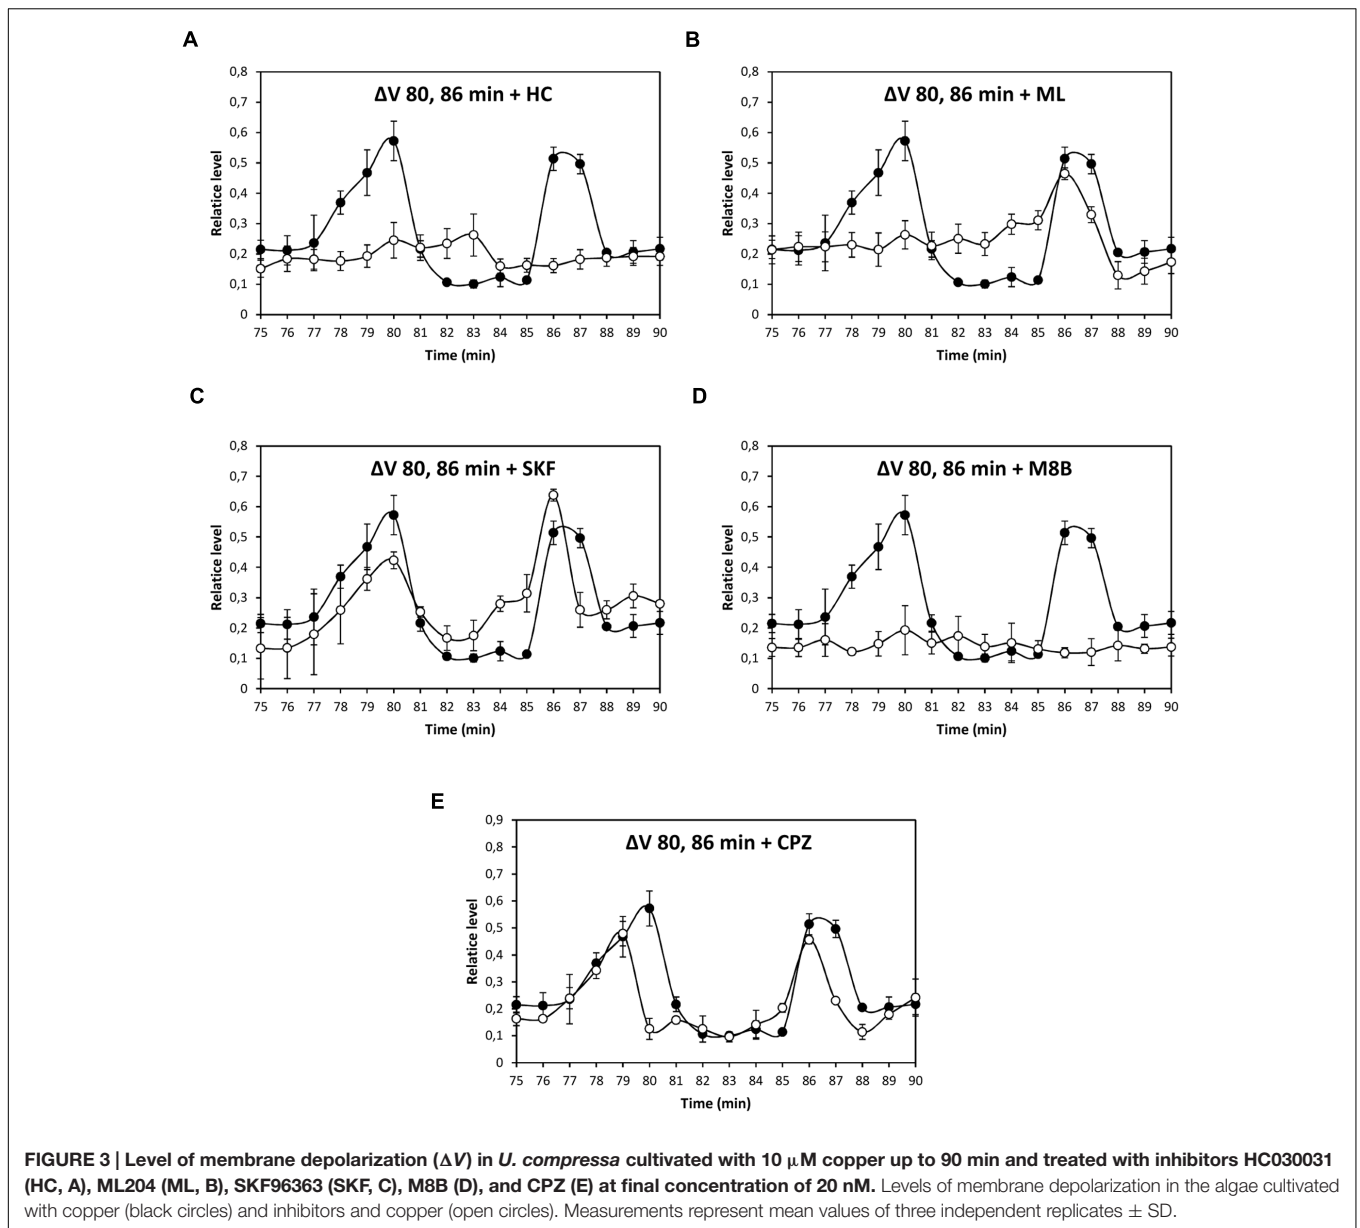 A
ΔV 80, 86 min + HC
0,8
0,7
0,6
0,5
0,4
0,3
0,2
0,1
0
Relatice level
75 76 77 78 79 80 81 82 83 84 85 86 87 88 89 90
Time (min)
B
ΔV 80, 86 min + ML
0,8
0,7
0,6
0,5
0,4
0,3
0,2
0,1
0
Relatice level
75 76 77 78 79 80 81 82 83 84 85 86 87 88 89 90
Time (min)
C
ΔV 80, 86 min + SKF
0,8
0,7
0,6
0,5
0,4
0,3
0,2
0,1
0
Relatice level
75 76 77 78 79 80 81 82 83 84 85 86 87 88 89 90
Time (min)
D
ΔV 80, 86 min + M8B
0,8
0,7
0,6
0,5
0,4
0,3
0,2
0,1
0
Relatice level
75 76 77 78 79 80 81 82 83 84 85 86 87 88 89 90
Time (min)
E
ΔV 80, 86 min + CPZ
0,9
0,8
0,7
0,6
0,5
0,4
0,3
0,2
0,1
0
Relatice level
75 76 77 78 79 80 81 82 83 84 85 86 87 88 89 90
Time (min)
FIGURE 3 | Level of membrane depolarization (ΔV) in U. compressa cultivated with 10 μM copper up to 90 min and treated with inhibitors HC030031
(HC, A), ML204 (ML, B), SKF96363 (SKF, C), M8B (D), and CPZ (E) at final concentration of 20 nM. Levels of membrane depolarization in the algae cultivated
with copper (black circles) and inhibitors and copper (open circles). Measurements represent mean values of three independent replicates ± SD.